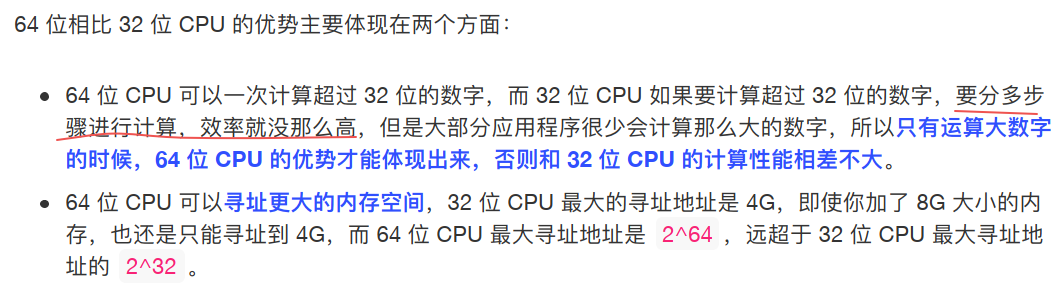 64 位相比 32 位 CPU 的优势主要体现在两个方面：
• 64 位 CPU 可以一次计算超过 32 位的数字，而 32 位 CPU 如果要计算超过 32 位的数字，要分多步
骤进行计算，效率就没那么高，但是大部分应用程序很少会计算那么大的数字，所以只有运算大数字
的时候，64 位 CPU 的优势才能体现出来，否则和 32 位 CPU 的计算性能相差不大。
• 64 位 CPU 可以寻址更大的内存空间，32 位 CPU 最大的寻址地址是 4G，即使你加了 8G 大小的内
存，也还是只能寻址到 4G，而 64 位 CPU 最大寻址地址是 2^64 ，远超于 32 位 CPU 最大寻址地
址的 2^32 。